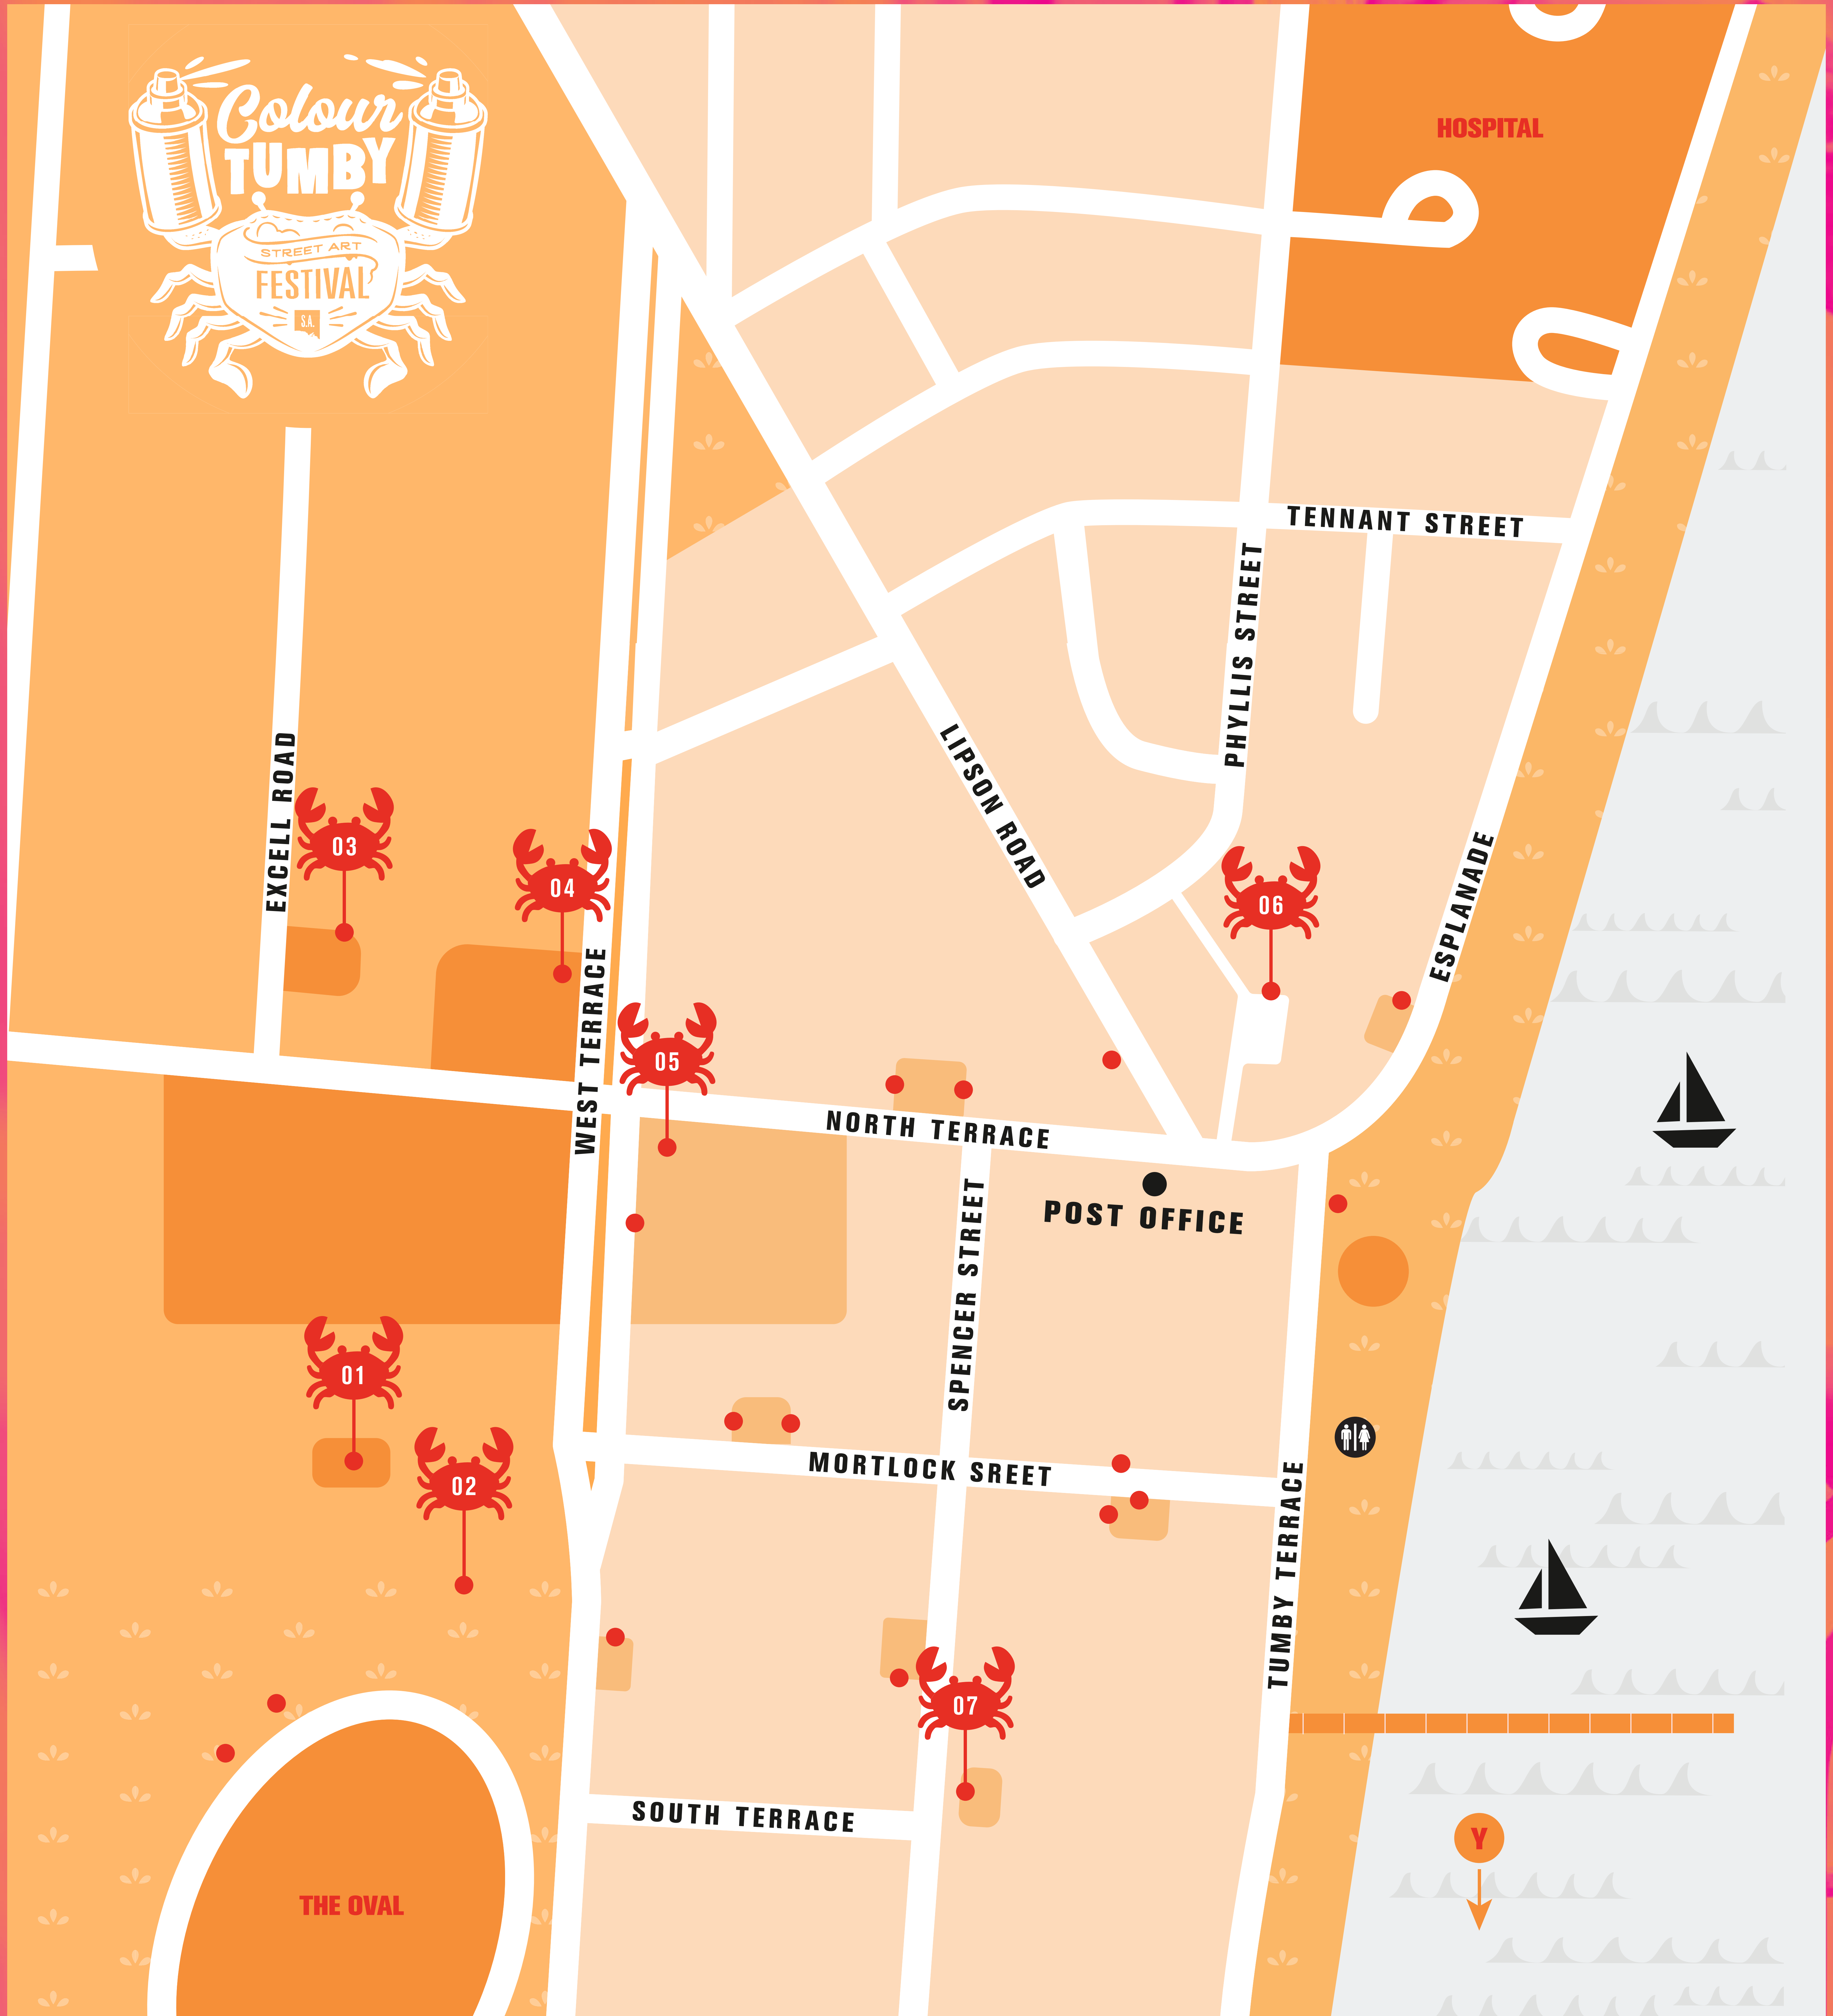 Colour
TUMBY
STREET ART
FESTIVAL
S.A.
HOSPITAL
TENNANT STREET
PHYLLIS STREET
LIPSON ROAD
EXCELL ROAD
03
04
06
ESPLANADE
WEST TERRACE
05
NORTH TERRACE
POST OFFICE
SPENCER STREET
01
02
MORTLOCK SREET
TUMBY TERRACE
07
SOUTH TERRACE
Y
THE OVAL